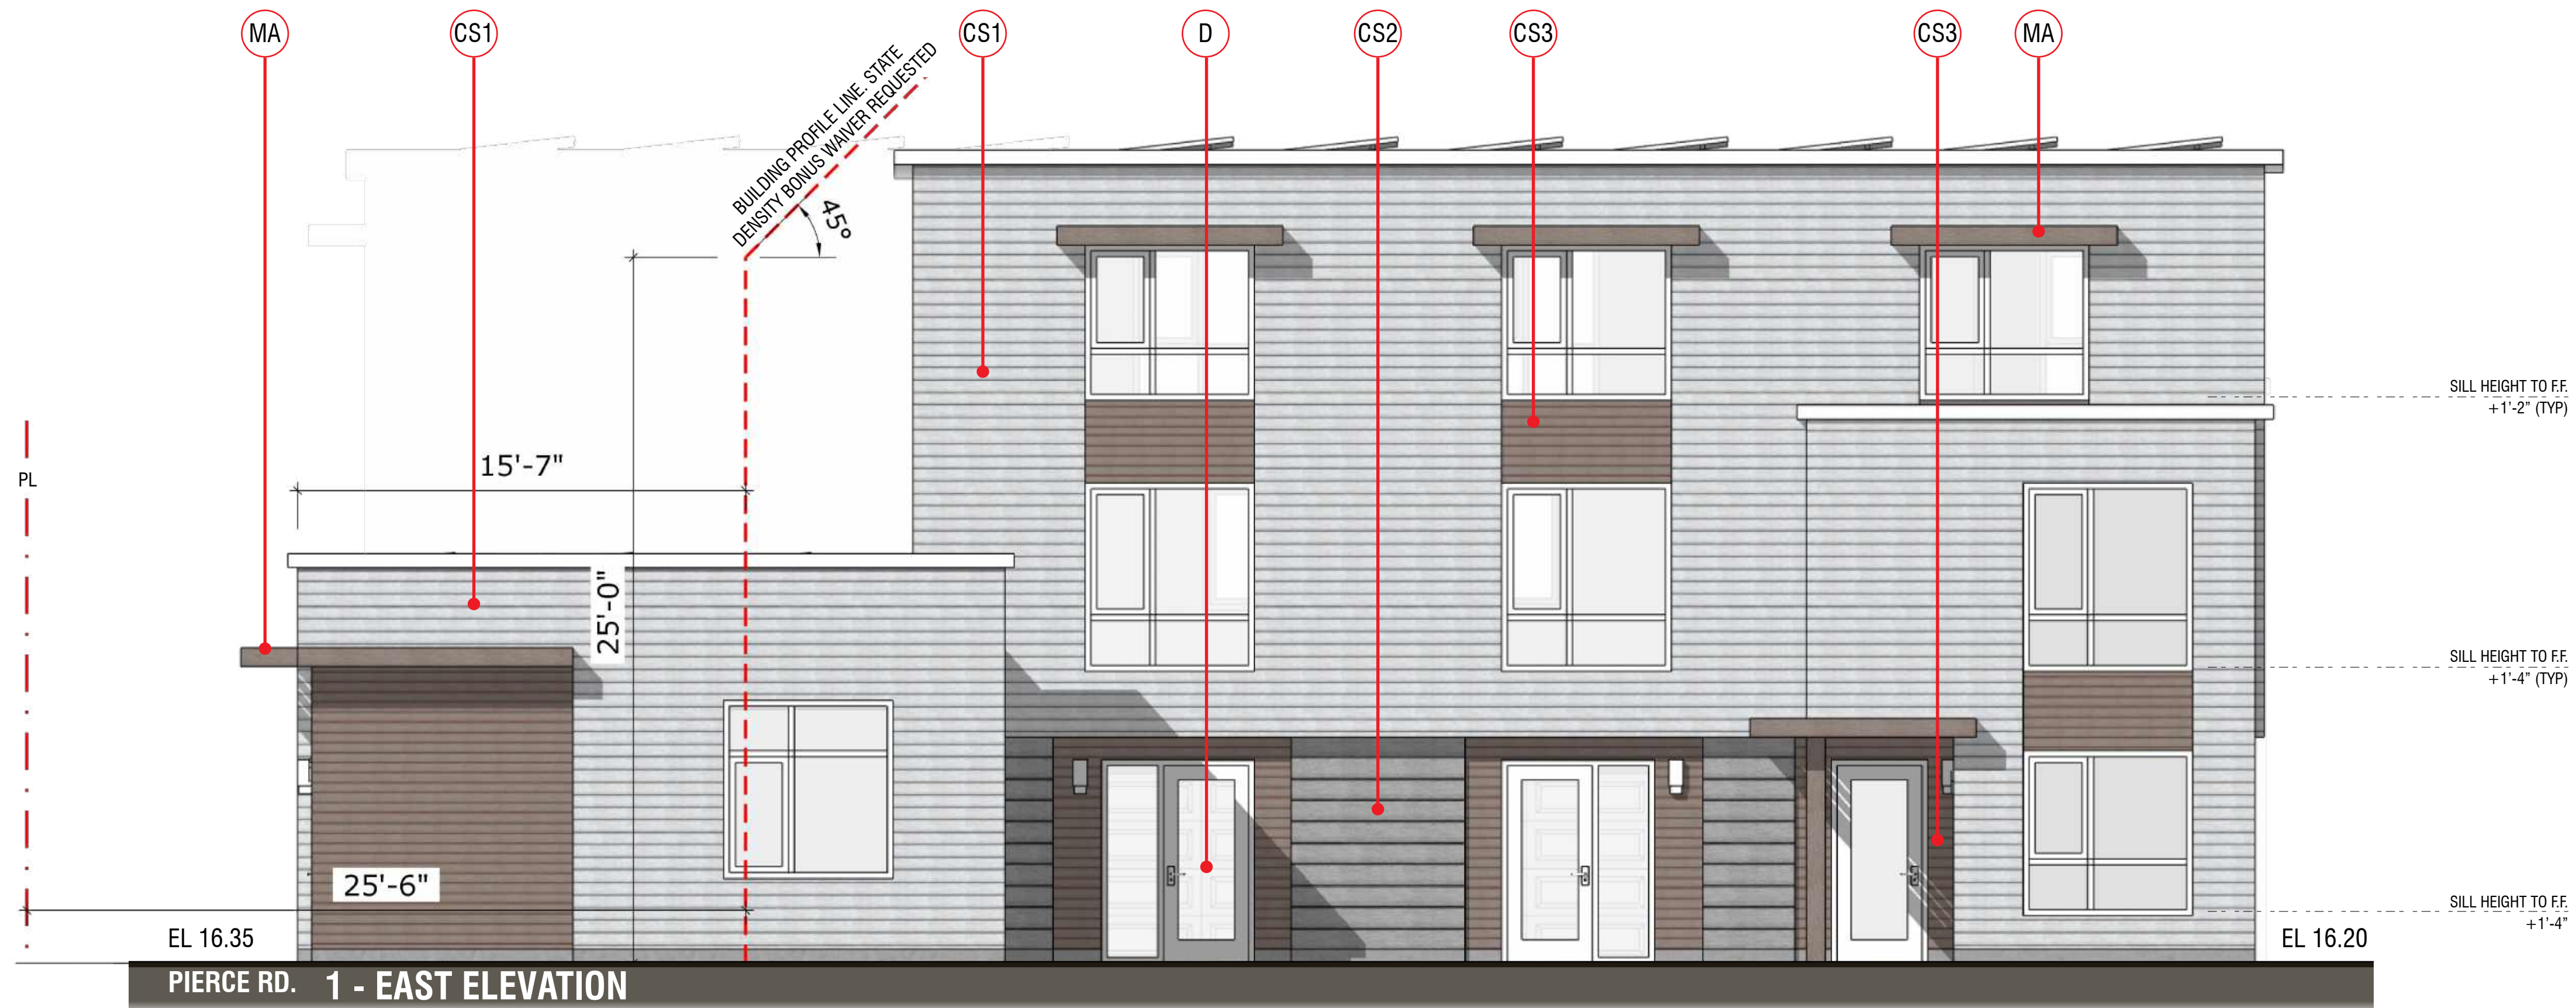 MA
CS1
CS1
D
CS2
CS3
CS3
MA
BUILDING PROFILE LINE. STATE
DENSITY BONUS WAIVER REQUESTED
45°
SILL HEIGHT TO F.F.
+1'-2" (TYP)
15'-7"
PL
25'-0"
SILL HEIGHT TO F.F.
+1'-4" (TYP)
25'-6"
SILL HEIGHT TO F.F.
+1'-4"
EL 16.35
EL 16.20
PIERCE RD. 1 - EAST ELEVATION